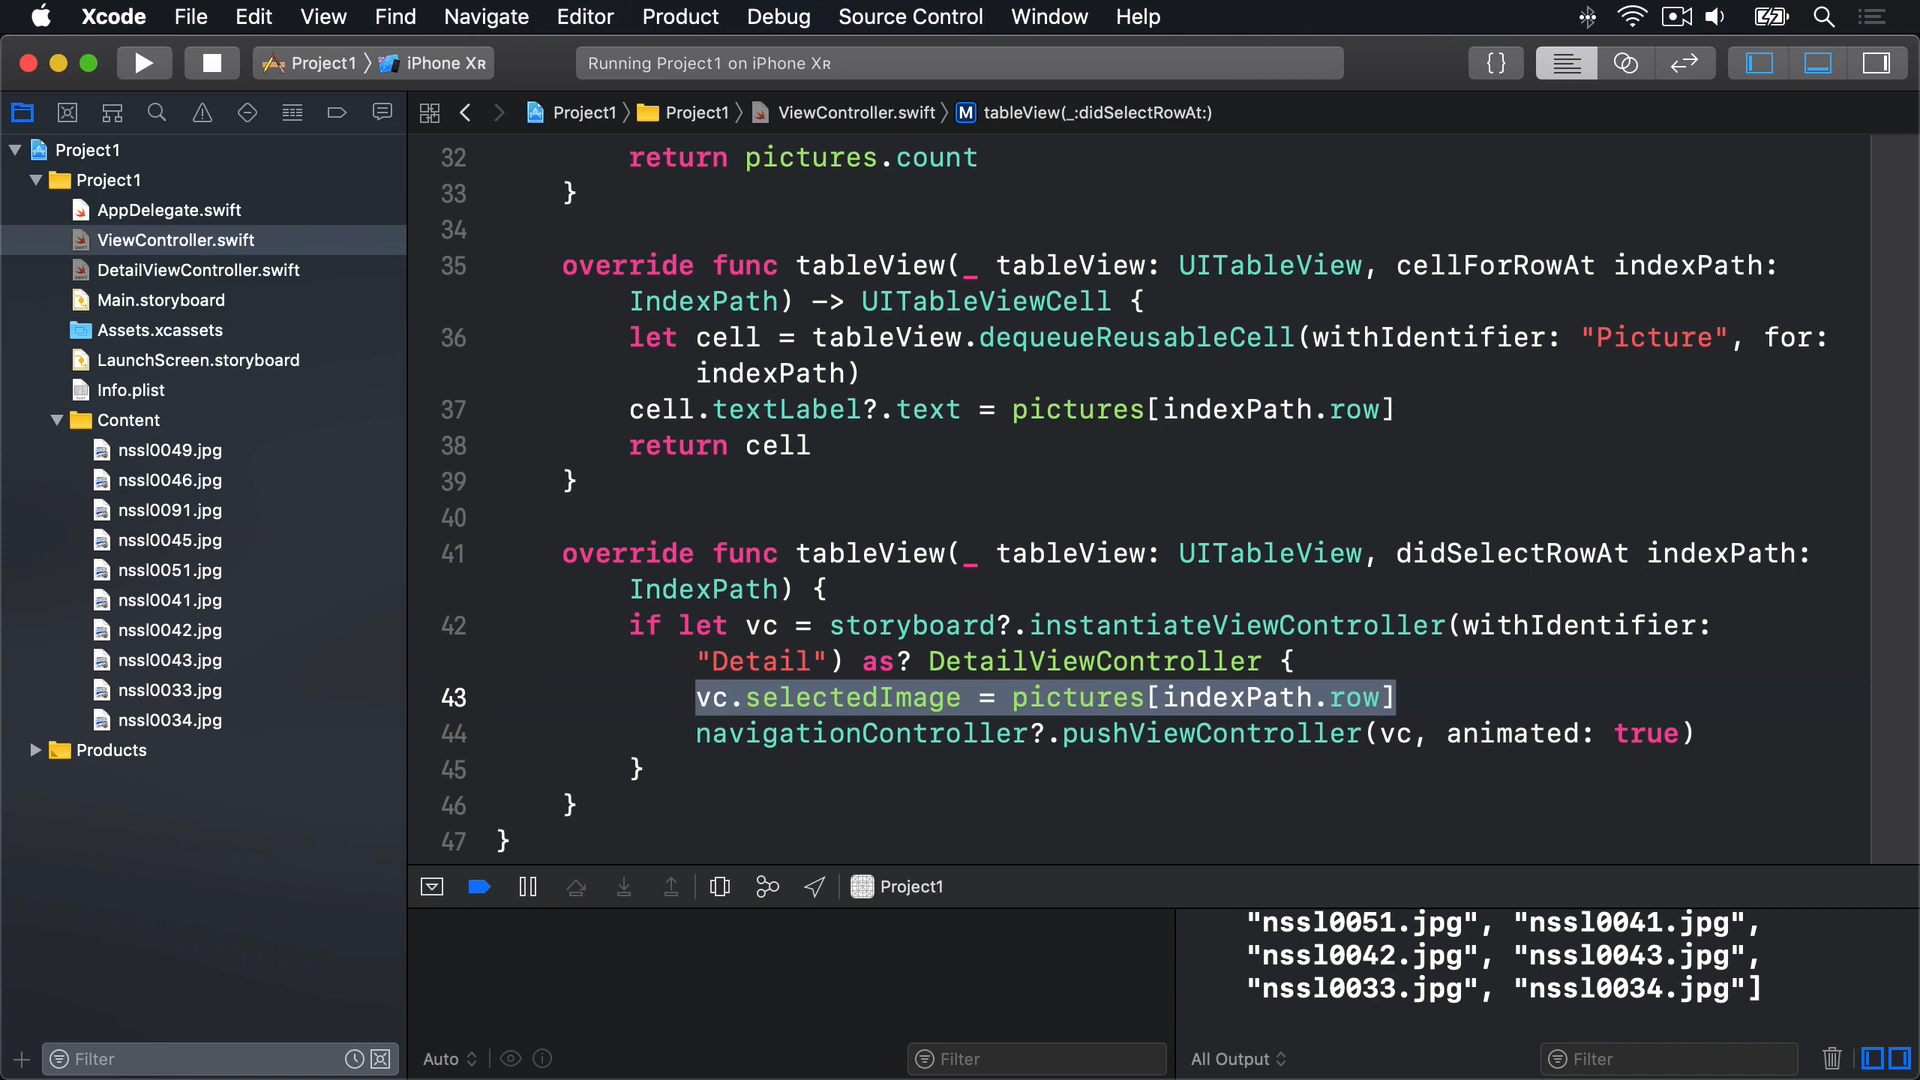 Xcode File Edit View Find Navigate Editor Product Debug Source Control Window Help
Project1 iPhone Xʀ
Running Project1 on iPhone Xʀ
Project1 Project1 ViewController.swift M tableView(_:didSelectRowAt:)
Project1
Project1
AppDelegate.swift
ViewController.swift
DetailViewController.swift
Main.storyboard
Assets.xcassets
LaunchScreen.storyboard
Info.plist
Content
nssl0049.jpg
nssl0046.jpg
nssl0091.jpg
nssl0045.jpg
nssl0051.jpg
nssl0041.jpg
nssl0042.jpg
nssl0043.jpg
nssl0033.jpg
nssl0034.jpg
Products
Filter
32 return pictures.count
33 }
34
35 override func tableView(_ tableView: UITableView, cellForRowAt indexPath:
IndexPath) -> UITableViewCell {
36 let cell = tableView.dequeueReusableCell(withIdentifier: "Picture", for:
indexPath)
37 cell.textLabel?.text = pictures[indexPath.row]
38 return cell
39 }
40
41 override func tableView(_ tableView: UITableView, didSelectRowAt indexPath:
IndexPath) {
42 if let vc = storyboard?.instantiateViewController(withIdentifier:
"Detail") as? DetailViewController {
43 vc.selectedImage = pictures[indexPath.row]
44 navigationController?.pushViewController(vc, animated: true)
45 }
46 }
47 }
Project1
"nssl0051.jpg", "nssl0041.jpg",
"nssl0042.jpg", "nssl0043.jpg",
"nssl0033.jpg", "nssl0034.jpg"]
Auto Filter
All Output Filter